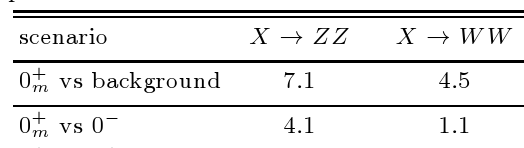 scenario X → ZZ X → WW
0⁺ₘ vs background 7.1 4.5
0⁺ₘ vs 0⁻ 4.1 1.1